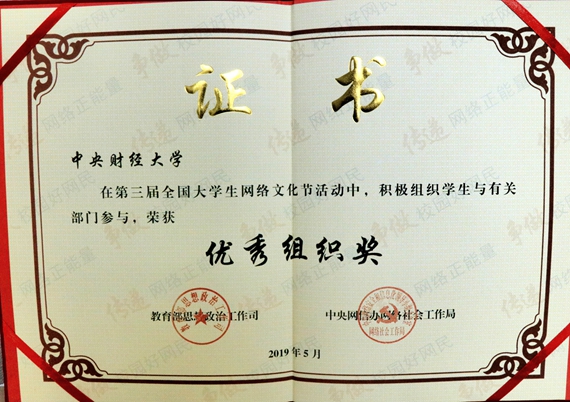 证 书
中央财经大学
在第三届全国大学生网络文化节活动中，积极组织学生与有关
部门参与，荣获
优秀组织奖
教育部思想政治工作司 中央网信办网络社会工作局
2019年5月